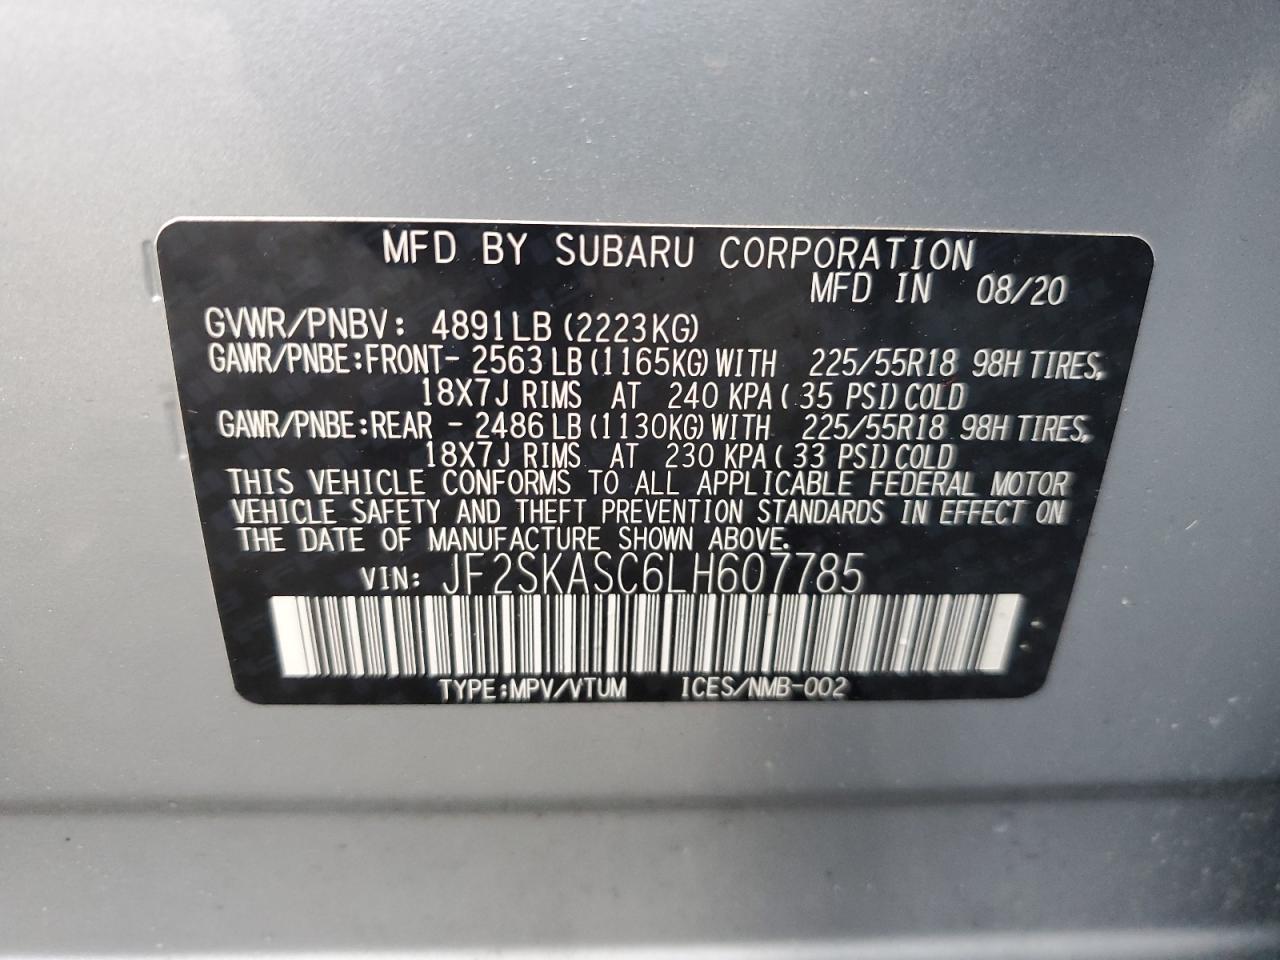 MFD BY SUBARU CORPORATION
MFD IN 08/20
GVWR/PNBV: 4891LB (2223KG)
GAWR/PNBE:FRONT- 2563 LB (1165KG) WITH 225/55R18 98H TIRES,
18X7J RIMS AT 240 KPA ( 35 PSI) COLD
GAWR/PNBE:REAR - 2486 LB (1130KG) WITH 225/55R18 98H TIRES,
18X7J RIMS AT 230 KPA ( 33 PSI) COLD
THIS VEHICLE CONFORMS TO ALL APPLICABLE FEDERAL MOTOR
VEHICLE SAFETY AND THEFT PREVENTION STANDARDS IN EFFECT ON
THE DATE OF MANUFACTURE SHOWN ABOVE.
VIN: JF2SKASC6LH607785
TYPE:MPV/VTUM ICES/NMB-002